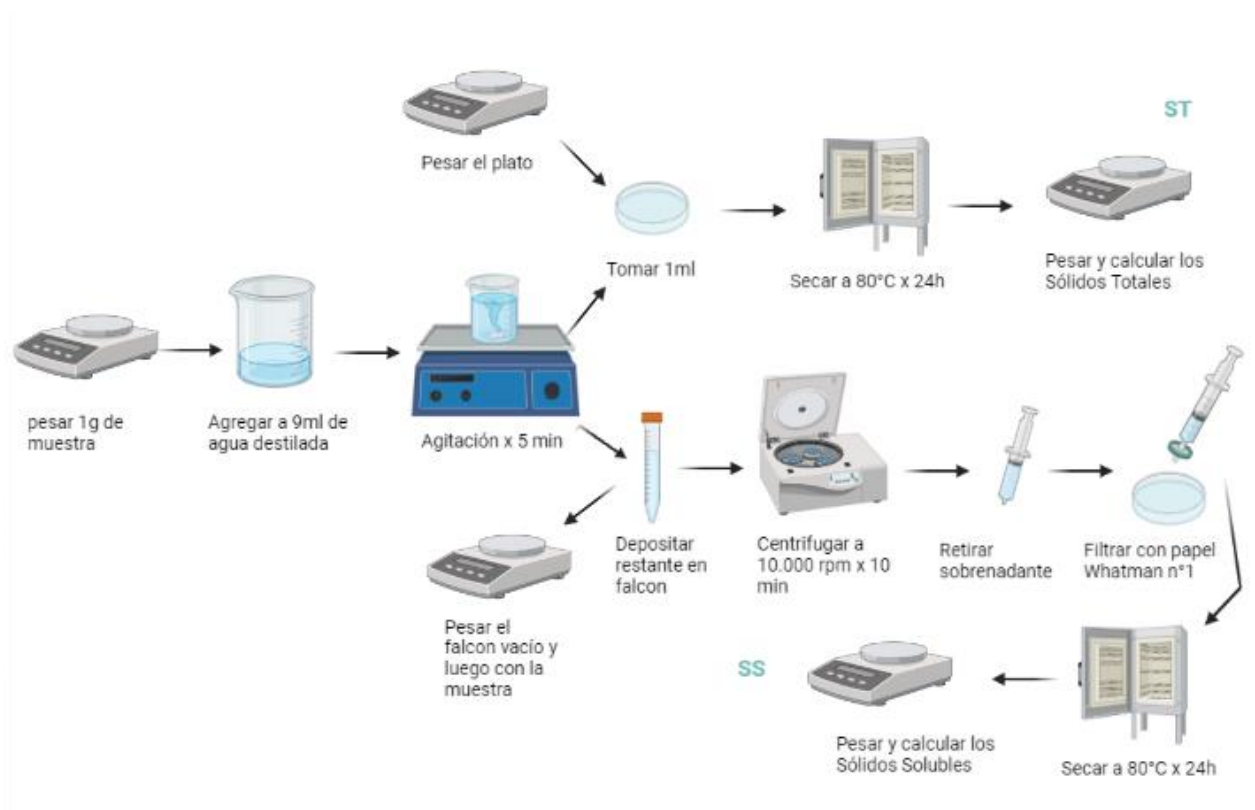 ST
Pesar el plato
Tomar 1ml
Secar a 80°C x 24h
Pesar y calcular los
Sólidos Totales
pesar 1g de
muestra
Agregar a 9ml de
agua destilada
Agitación x 5 min
Depositar
restante en
falcon
Centrifugar a
10.000 rpm x 10
min
Retirar
sobrenadante
Filtrar con papel
Whatman n°1
Pesar el
falcon vacío y
luego con la
muestra
SS
Pesar y calcular los
Sólidos Solubles
Secar a 80°C x 24h